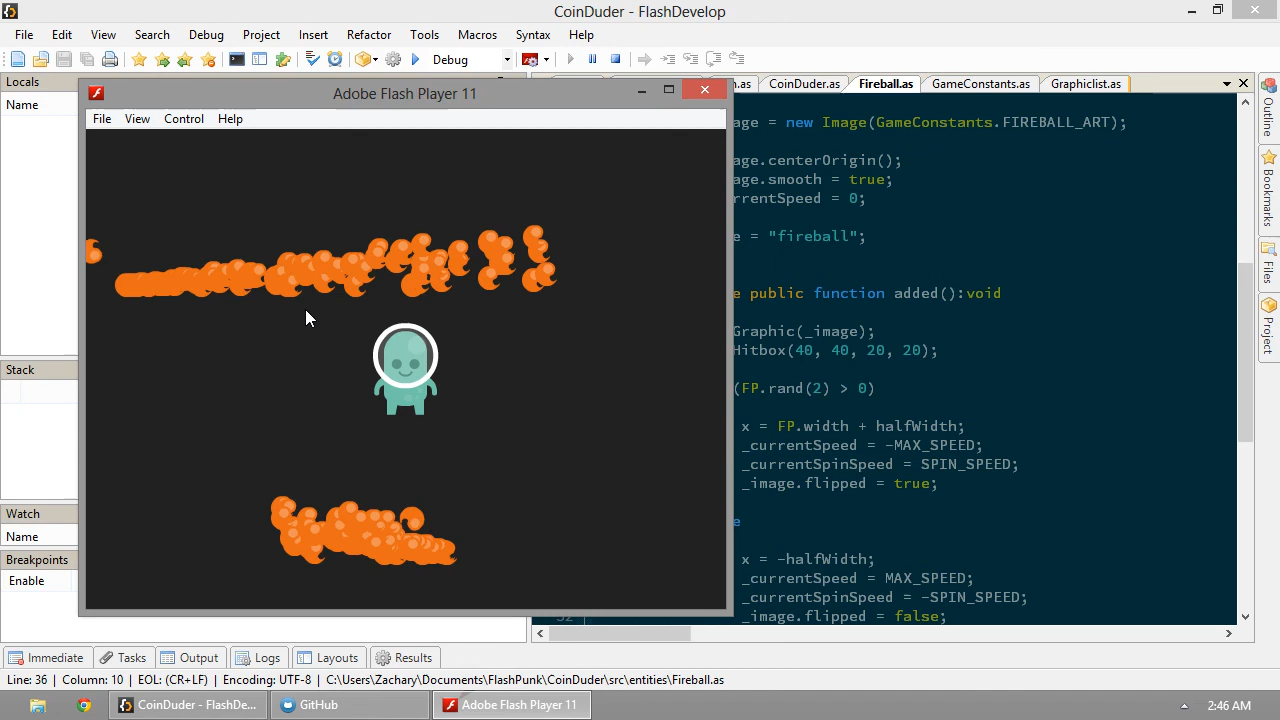 CoinDuder - FlashDevelop
File Edit View Search Debug Project Insert Refactor Tools Macros Syntax Help
Debug
Locals
Name
Stack
Watch
Name
Breakpoints
Enable
Adobe Flash Player 11
File View Control Help
CoinDuder.as Fireball.as GameConstants.as Graphiclist.as
age = new Image(GameConstants.FIREBALL_ART);
age.centerOrigin();
age.smooth = true;
rrentSpeed = 0;
e = "fireball";
e public function added():void
Graphic(_image);
Hitbox(40, 40, 20, 20);
(FP.rand(2) > 0)
x = FP.width + halfWidth;
_currentSpeed = -MAX_SPEED;
_currentSpinSpeed = SPIN_SPEED;
_image.flipped = true;
e
x = -halfWidth;
_currentSpeed = MAX_SPEED;
_currentSpinSpeed = -SPIN_SPEED;
_image.flipped = false;
Outline
Bookmarks
Files
Project
Immediate Tasks Output Logs Layouts Results
Line: 36 Column: 10 EOL: (CR+LF) Encoding: UTF-8 C:\Users\Zachary\Documents\FlashPunk\CoinDuder\src\entities\Fireball.as
CoinDuder - FlashDe... GitHub Adobe Flash Player 11 2:46 AM